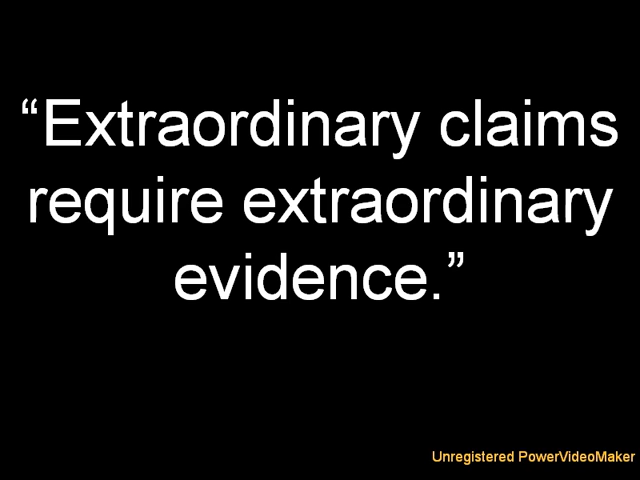 “Extraordinary claims
require extraordinary
evidence.”
Unregistered PowerVideoMaker